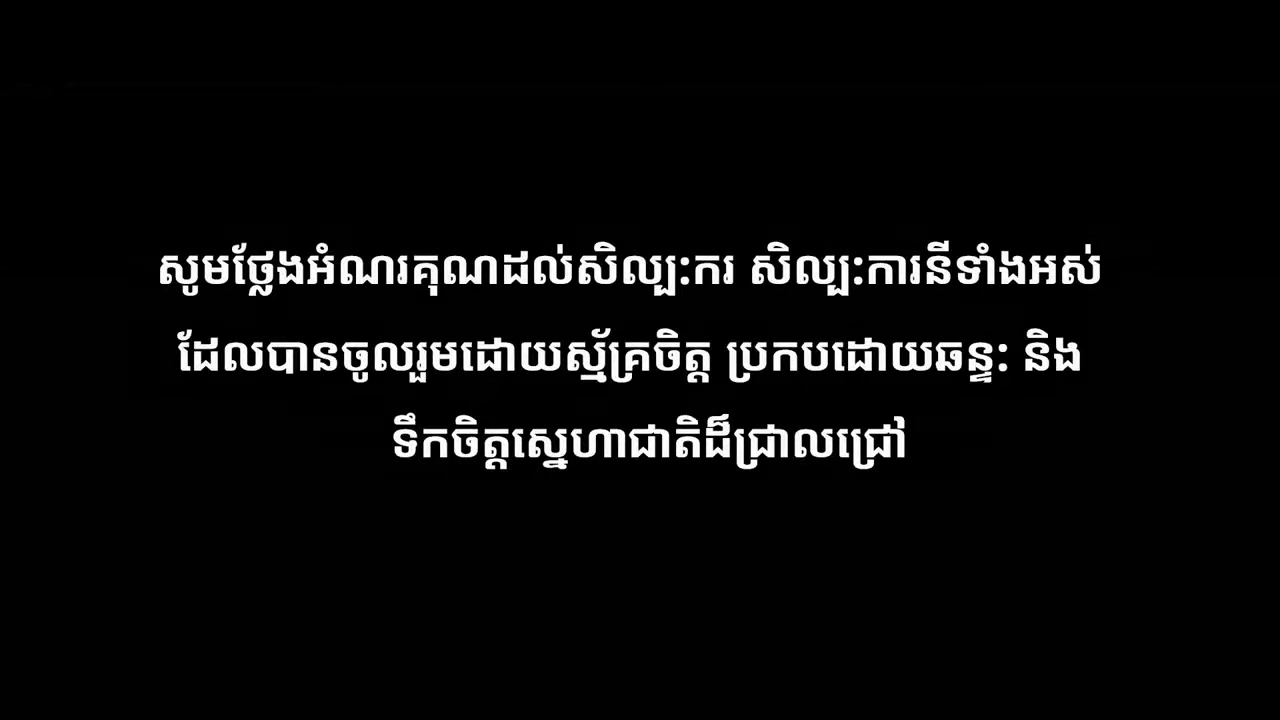 សូមថ្លែងអំណរគុណដល់សិល្បៈករ សិល្បៈការនីទាំងអស់
ដែលបានចូលរួមដោយស្ម័គ្រចិត្ត ប្រកបដោយឆន្ទៈ និង
ទឹកចិត្តស្នេហាជាតិដ៏ជ្រាលជ្រៅ